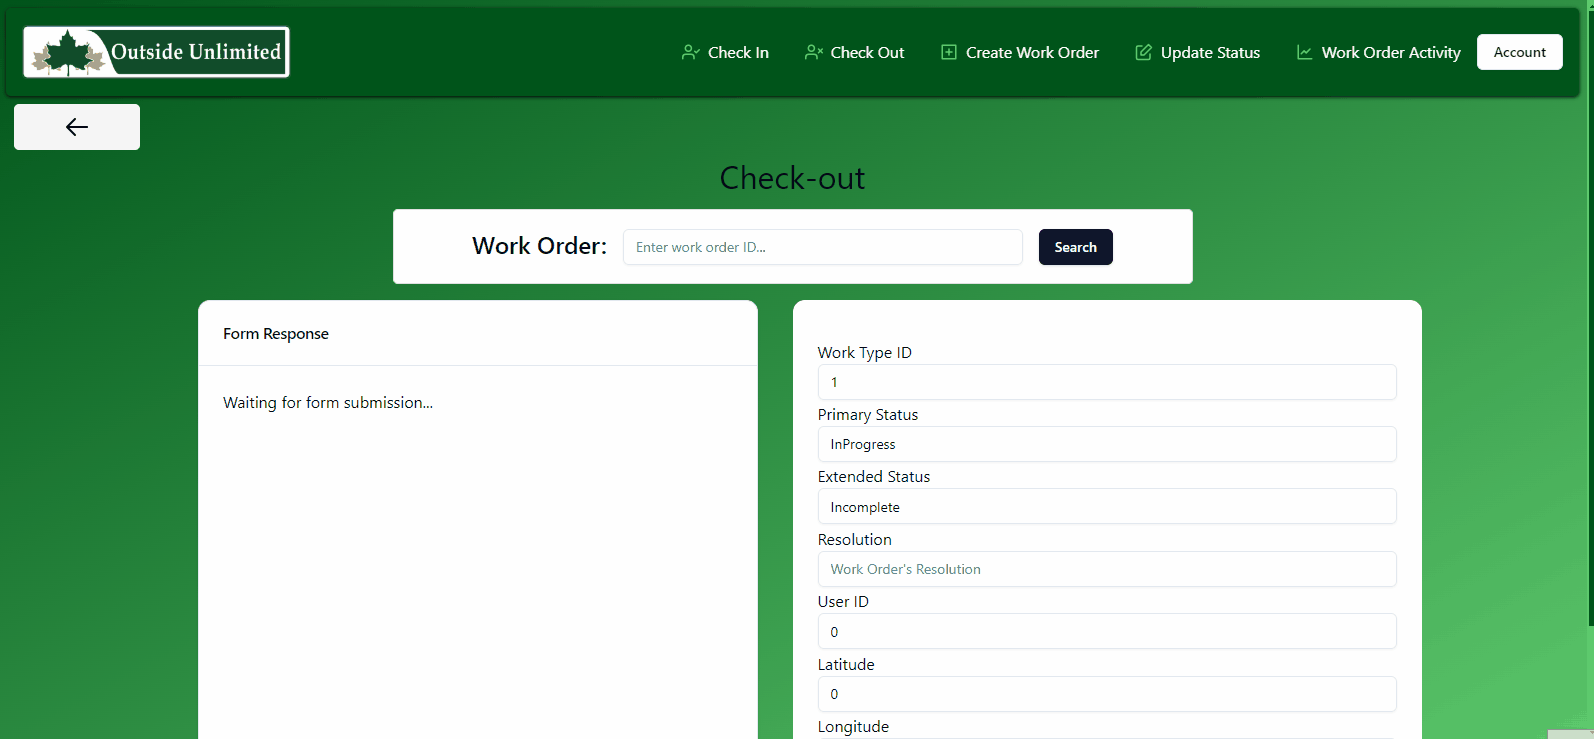 Outside Unlimited
Check In
Check Out
Create Work Order
Update Status
Work Order Activity
Account
Check-out
Work Order:
Enter work order ID...
Search
Form Response
Waiting for form submission...
Work Type ID
1
Primary Status
InProgress
Extended Status
Incomplete
Resolution
Work Order's Resolution
User ID
0
Latitude
0
Longitude